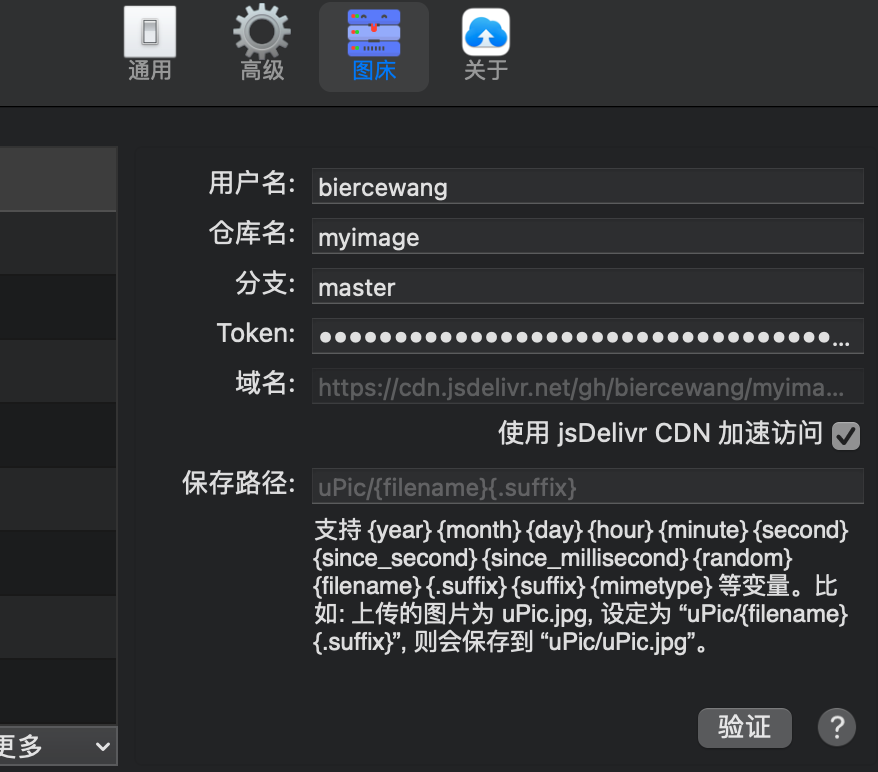 通用
高级
图床
关于
用户名: biercewang
仓库名: myimage
分支: master
Token: ●●●●●●●●●●●●●●●●●●●●●●●●●●●●●●●●●●...
域名: https://cdn.jsdelivr.net/gh/biercewang/myima...
使用 jsDelivr CDN 加速访问
保存路径: uPic/{filename}{.suffix}
支持 {year} {month} {day} {hour} {minute} {second}
{since_second} {since_millisecond} {random}
{filename} {.suffix} {suffix} {mimetype} 等变量。比
如: 上传的图片为 uPic.jpg, 设定为 “uPic/{filename}
{.suffix}”, 则会保存到 “uPic/uPic.jpg”。
验证
?
更多